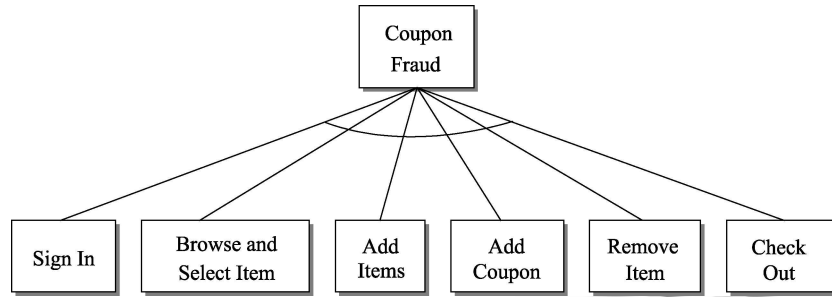 Coupon
Fraud
Sign In
Browse and
Select Item
Add
Items
Add
Coupon
Remove
Item
Check
Out